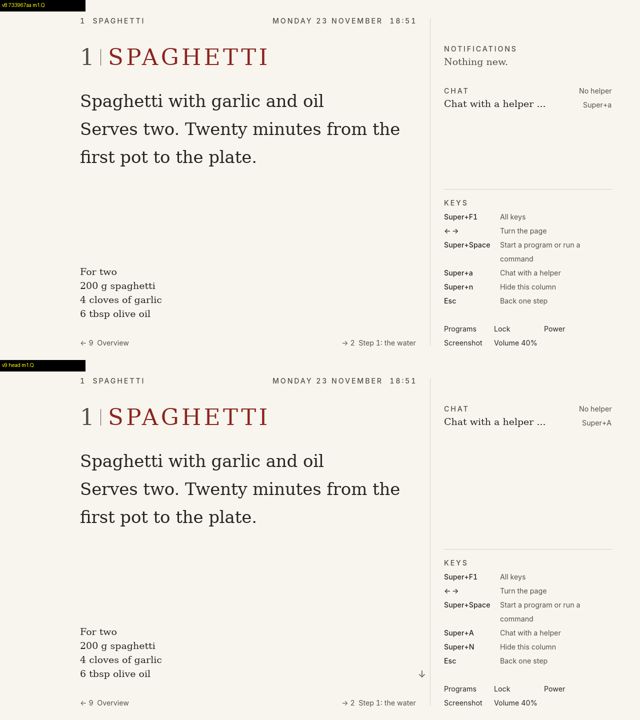 v8 733967aa m1 Q
1 SPAGHETTI
MONDAY 23 NOVEMBER 18:51
1 SPAGHETTI
Spaghetti with garlic and oil
Serves two. Twenty minutes from the
first pot to the plate.
For two
200 g spaghetti
4 cloves of garlic
6 tbsp olive oil
← 9 Overview
→ 2 Step 1: the water
NOTIFICATIONS
Nothing new.
CHAT No helper
Chat with a helper ... Super+a
KEYS
Super+F1 All keys
← → Turn the page
Super+Space Start a program or run a
command
Super+a Chat with a helper
Super+n Hide this column
Esc Back one step
Programs Lock Power
Screenshot Volume 40%
v9 head m1 Q
1 SPAGHETTI
MONDAY 23 NOVEMBER 18:51
1 SPAGHETTI
Spaghetti with garlic and oil
Serves two. Twenty minutes from the
first pot to the plate.
For two
200 g spaghetti
4 cloves of garlic
6 tbsp olive oil
↓
← 9 Overview
→ 2 Step 1: the water
CHAT No helper
Chat with a helper ... Super+A
KEYS
Super+F1 All keys
← → Turn the page
Super+Space Start a program or run a
command
Super+A Chat with a helper
Super+N Hide this column
Esc Back one step
Programs Lock Power
Screenshot Volume 40%